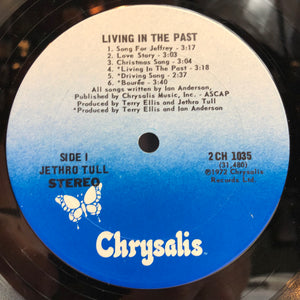 LIVING IN THE PAST
1. Song For Jeffrey - 3:17
2. Love Story - 3:03
3. Christmas Song - 3:04
4. *Living In The Past - 3:18
5. *Driving Song - 2:37
6. *Bourée - 3:40
All songs written by Ian Anderson,
Published by Chrysalis Music, Inc. - ASCAP
Produced by Terry Ellis and Jethro Tull
*Produced by Terry Ellis and Ian Anderson
SIDE I
JETHRO TULL
STEREO
2 CH 1035
(31,480)
℗1972 Chrysalis
Records Ltd.
Chrysalis